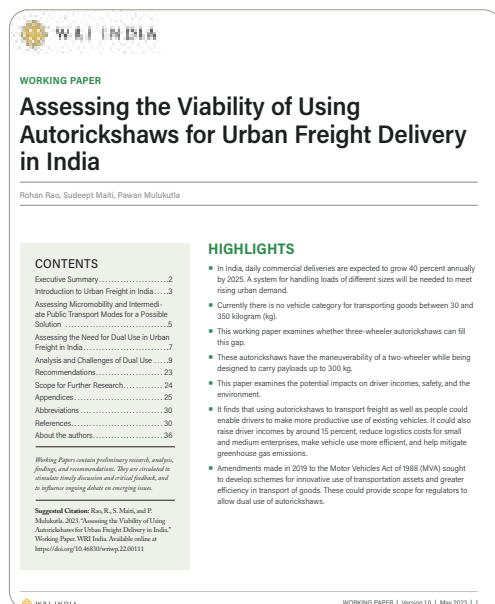 WRI INDIA
WORKING PAPER
Assessing the Viability of Using
Autorickshaws for Urban Freight Delivery
in India
Rohan Rao, Sudeept Maiti, Pawan Mulukutla
CONTENTS
Executive Summary.......................2
Introduction to Urban Freight in India.....3
Assessing Micromobility and Intermedi-
ate Public Transport Modes for a Possible
Solution ................................5
Assessing the Need for Dual Use in Urban
Freight in India..........................7
Analysis and Challenges of Dual Use .....9
Recommendations...................... 23
Scope for Further Research............. 24
Appendices............................ 25
Abbreviations ......................... 30
References............................ 30
About the authors...................... 36
Working Papers contain preliminary research, analysis,
findings, and recommendations. They are circulated to
stimulate timely discussion and critical feedback, and
to influence ongoing debate on emerging issues.
Suggested Citation: Rao, R., S. Maiti, and P.
Mulukutla. 2023. “Assessing the Viability of Using
Autorickshaws for Urban Freight Delivery in India.”
Working Paper. WRI India. Available online at
https://doi.org/10.46830/wriwp.22.00111
HIGHLIGHTS
▪ In India, daily commercial deliveries are expected to grow 40 percent annually
by 2025. A system for handling loads of different sizes will be needed to meet
rising urban demand.
▪ Currently there is no vehicle category for transporting goods between 30 and
350 kilogram (kg).
▪ This working paper examines whether three-wheeler autorickshaws can fill
this gap.
▪ These autorickshaws have the maneuverability of a two-wheeler while being
designed to carry payloads up to 300 kg.
▪ This paper examines the potential impacts on driver incomes, safety, and the
environment.
▪ It finds that using autorickshaws to transport freight as well as people could
enable drivers to make more productive use of existing vehicles. It could also
raise driver incomes by around 15 percent, reduce logistics costs for small
and medium enterprises, make vehicle use more efficient, and help mitigate
greenhouse gas emissions.
▪ Amendments made in 2019 to the Motor Vehicles Act of 1988 (MVA) sought
to develop schemes for innovative use of transportation assets and greater
efficiency in transport of goods. These could provide scope for regulators to
allow dual use of autorickshaws.
WRI INDIA
WORKING PAPER | Version 1.0 | May 2023 | 1